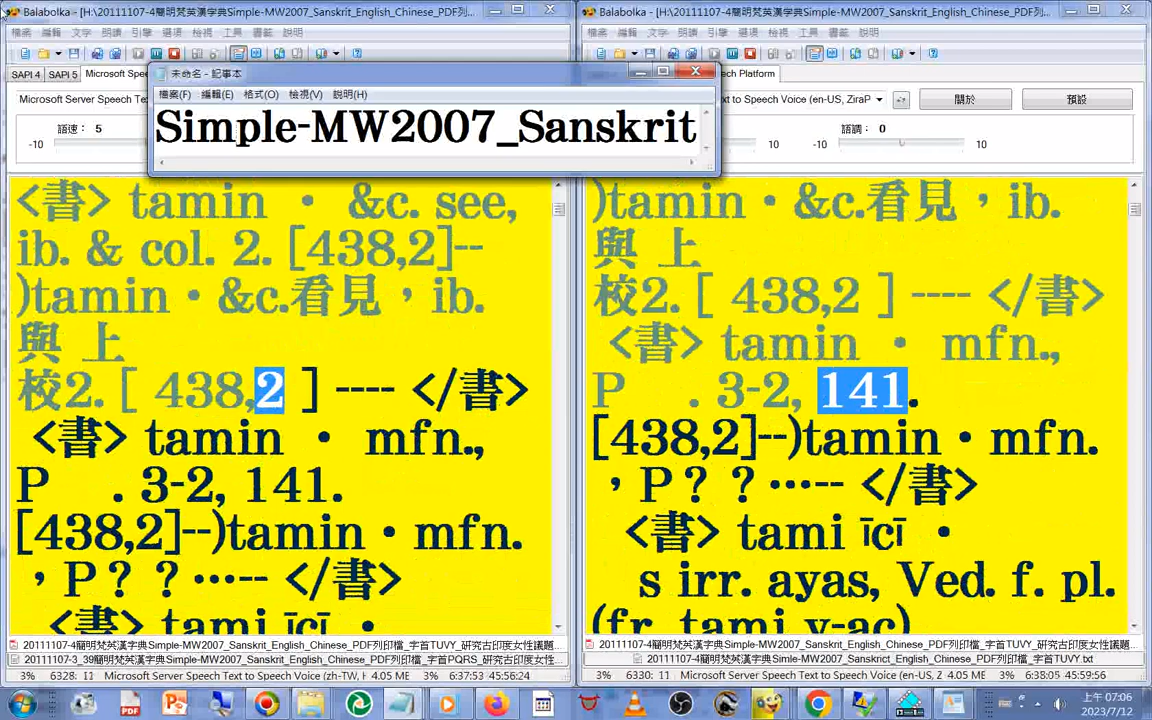 Balabolka - [H:\20111107-4簡明梵英漢字典Simple-MW2007_Sanskrit_English_Chinese_PDF列...
檔案 編輯 文字 朗讀 引擎 選項 檢視 工具 書籤 說明
SAPI 4 SAPI 5 Microsoft Spee
Microsoft Server Speech Text
語速： 5
-10
未命名 - 記事本
檔案(F) 編輯(E) 格式(O) 檢視(V) 說明(H)
Simple-MW2007_Sanskrit
<書> tamin ‧ &c. see,
ib. & col. 2. [438,2]--
)tamin‧&c.看見，ib.
與 上
校2. [ 438,2 ] ---- </書>
<書> tamin ‧ mfn.,
P . 3-2, 141.
[438,2]--)tamin‧mfn.
，P？？…-- </書>
<書> tami īcī ‧
20111107-4簡明梵英漢字典Simple-MW2007_Sanskrit_English_Chinese_PDF列印檔_字首TUVY_研究古印度女性議題...
20111107-3_39簡明梵英漢字典Simple-MW2007_Sanskrit_English_Chinese_PDF列印檔_字首PQRS_研究古印度女性...
3% 6328: 11 Microsoft Server Speech Text to Speech Voice (zh-TW, H 4.05 ME 3% 6:37:53 45:56:24
Balabolka - [H:\20111107-4簡明梵英漢字典Simple-MW2007_Sanskrit_English_Chinese_PDF列...
檔案 編輯 文字 朗讀 引擎 選項 檢視 工具 書籤 說明
ech Platform
xt to Speech Voice (en-US, ZiraP
關於 預設
10 語調： 0
-10 10
)tamin‧&c.看見，ib.
與 上
校2. [ 438,2 ] ---- </書>
<書> tamin ‧ mfn.,
P . 3-2, 141.
[438,2]--)tamin‧mfn.
，P？？…-- </書>
<書> tami īcī ‧
s irr. ayas, Ved. f. pl.
(fr. tami y-ac)
20111107-4簡明梵英漢字典Simple-MW2007_Sanskrit_English_Chinese_PDF列印檔_字首TUVY_研究古印度女性議題...
20111107-4簡明梵英漢字典Simle-MW2007_Sanskrict_English_Chinese_PDF列印檔_字首TUVY.txt
3% 6330: 11 Microsoft Server Speech Text to Speech Voice (en-US, Z 4.05 ME 3% 6:38:05 45:59:56
上午 07:06
2023/7/12